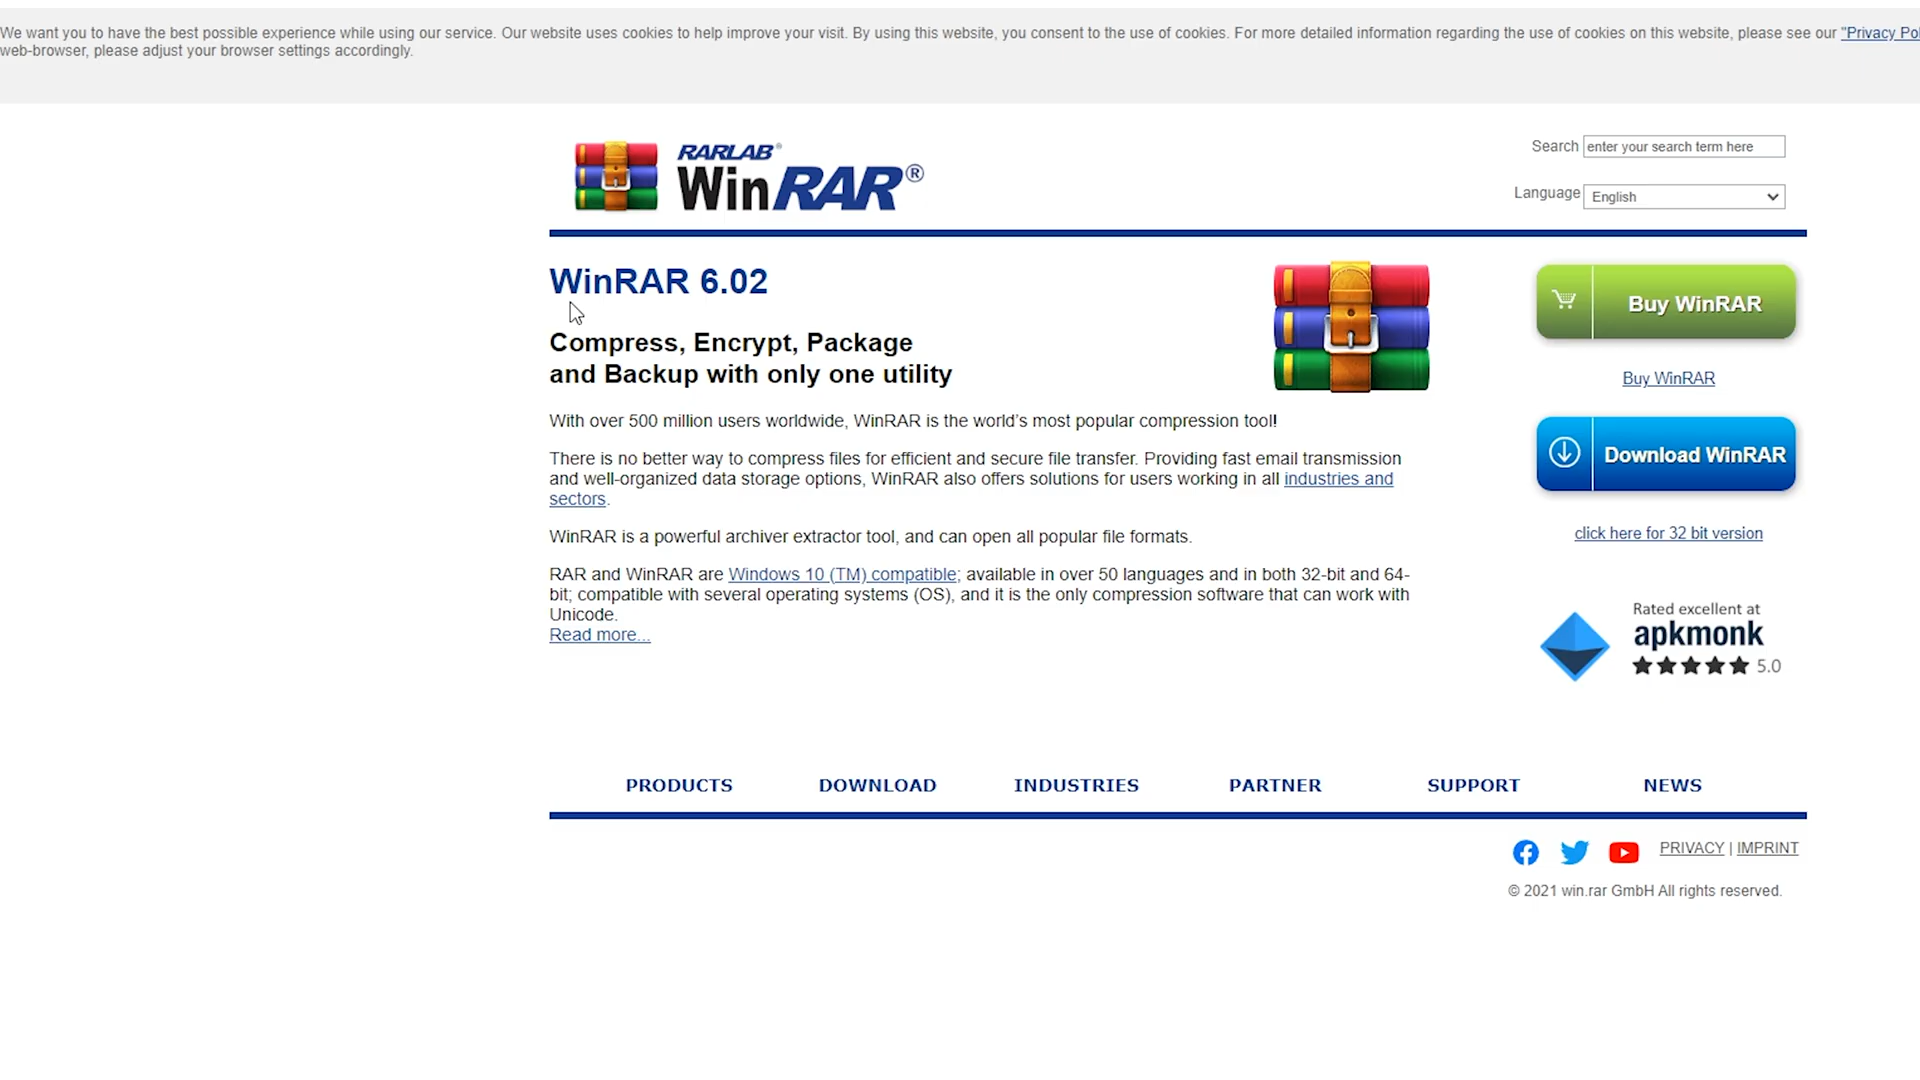 We want you to have the best possible experience while using our service. Our website uses cookies to help improve your visit. By using this website, you consent to the use of cookies. For more detailed information regarding the use of cookies on this website, please see our "Privacy Pol
web-browser, please adjust your browser settings accordingly.
RARLAB®
WinRAR®
Search enter your search term here
Language English
WinRAR 6.02
Compress, Encrypt, Package
and Backup with only one utility
With over 500 million users worldwide, WinRAR is the world’s most popular compression tool!
There is no better way to compress files for efficient and secure file transfer. Providing fast email transmission
and well-organized data storage options, WinRAR also offers solutions for users working in all industries and
sectors.
WinRAR is a powerful archiver extractor tool, and can open all popular file formats.
RAR and WinRAR are Windows 10 (TM) compatible; available in over 50 languages and in both 32-bit and 64-
bit; compatible with several operating systems (OS), and it is the only compression software that can work with
Unicode.
Read more...
Buy WinRAR
Buy WinRAR
Download WinRAR
click here for 32 bit version
Rated excellent at
apkmonk
5.0
PRODUCTS DOWNLOAD INDUSTRIES PARTNER SUPPORT NEWS
PRIVACY | IMPRINT
© 2021 win.rar GmbH All rights reserved.